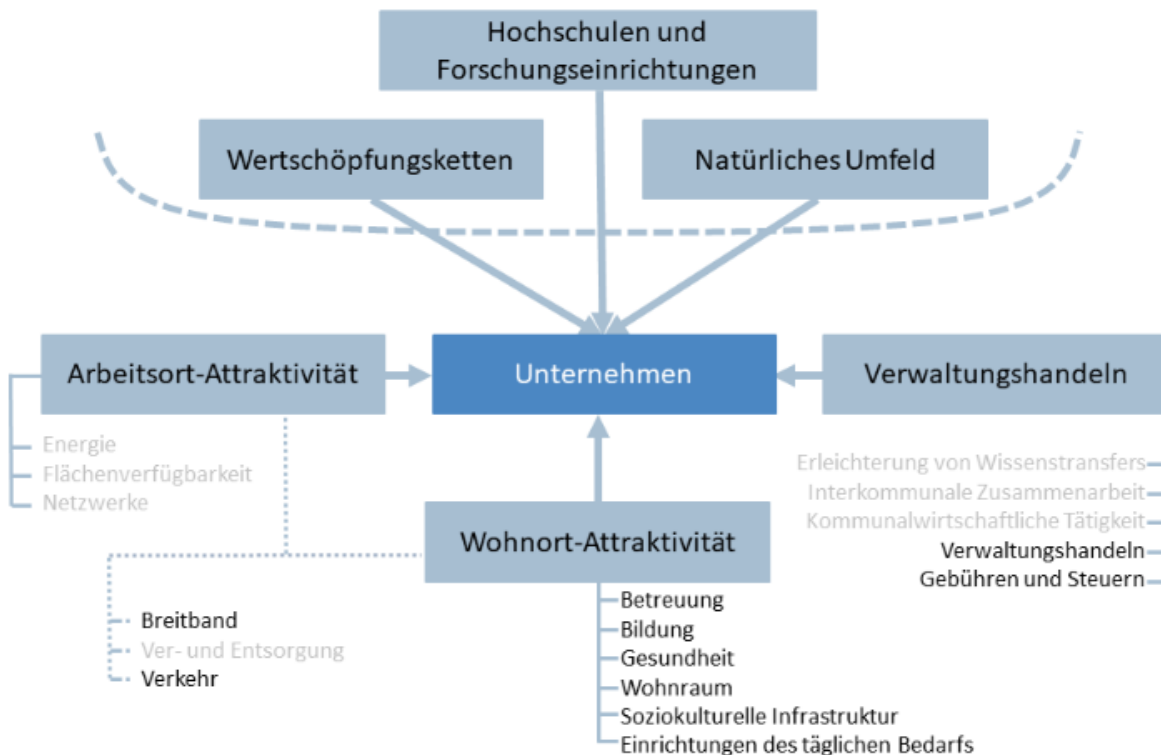 Hochschulen und
Forschungseinrichtungen
Wertschöpfungsketten
Natürliches Umfeld
Arbeitsort-Attraktivität
Unternehmen
Verwaltungshandeln
Energie
Flächenverfügbarkeit
Netzwerke
Erleichterung von Wissenstransfers
Interkommunale Zusammenarbeit
Kommunalwirtschaftliche Tätigkeit
Verwaltungshandeln
Gebühren und Steuern
Wohnort-Attraktivität
Breitband
Ver- und Entsorgung
Verkehr
Betreuung
Bildung
Gesundheit
Wohnraum
Soziokulturelle Infrastruktur
Einrichtungen des täglichen Bedarfs